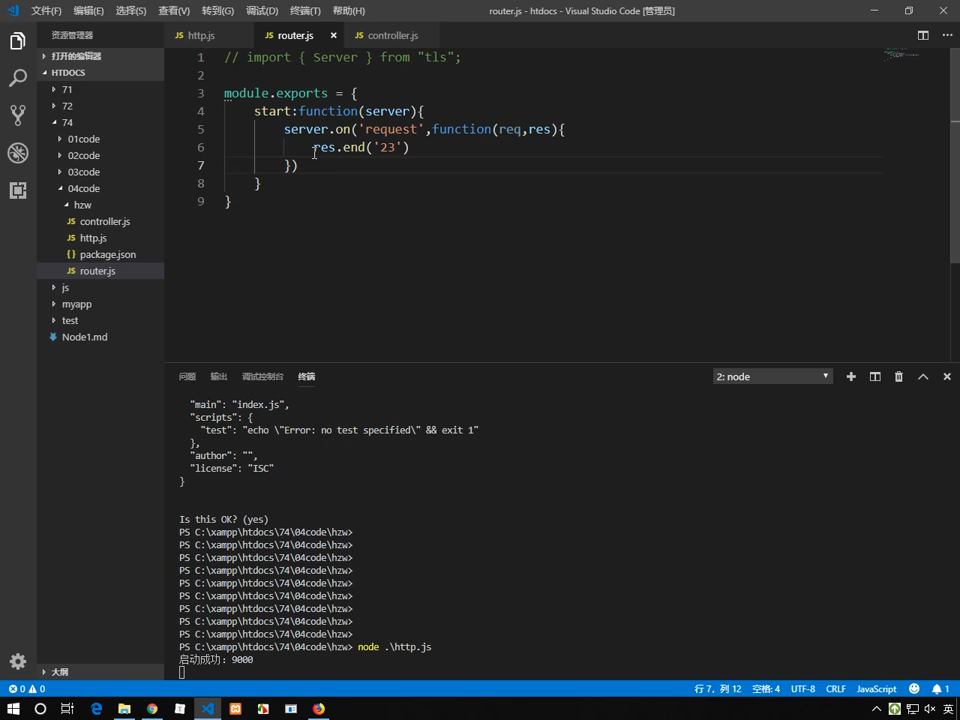 文件(F) 编辑(E) 选择(S) 查看(V) 转到(G) 调试(D) 终端(T) 帮助(H) router.js - htdocs - Visual Studio Code [管理员]
资源管理器
打开的编辑器
HTDOCS
71
72
74
01code
02code
03code
04code
hzw
JS controller.js
JS http.js
{} package.json
JS router.js
js
myapp
test
Node1.md
大纲
JS http.js JS router.js × JS controller.js
1 // import { Server } from "tls";
2
3 module.exports = {
4 start:function(server){
5 server.on('request',function(req,res){
6 res.end('23')
7 })
8 }
9 }
问题 输出 调试控制台 终端 2: node
"main": "index.js",
"scripts": {
"test": "echo \"Error: no test specified\" && exit 1"
},
"author": "",
"license": "ISC"
}
Is this OK? (yes)
PS C:\xampp\htdocs\74\04code\hzw>
PS C:\xampp\htdocs\74\04code\hzw>
PS C:\xampp\htdocs\74\04code\hzw>
PS C:\xampp\htdocs\74\04code\hzw>
PS C:\xampp\htdocs\74\04code\hzw>
PS C:\xampp\htdocs\74\04code\hzw>
PS C:\xampp\htdocs\74\04code\hzw>
PS C:\xampp\htdocs\74\04code\hzw>
PS C:\xampp\htdocs\74\04code\hzw>
PS C:\xampp\htdocs\74\04code\hzw> node .\http.js
启动成功: 9000
0 0 行 7, 列 12 空格: 4 UTF-8 CRLF JavaScript 1
英